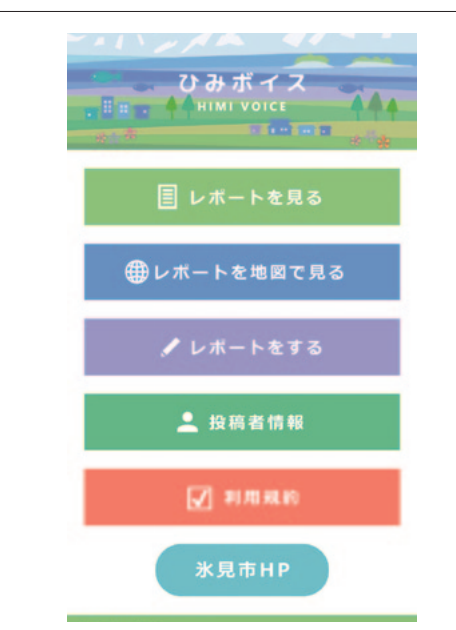 ひみボイス
HIMI VOICE
レポートを見る
レポートを地図で見る
レポートをする
投稿者情報
利用規約
氷見市HP